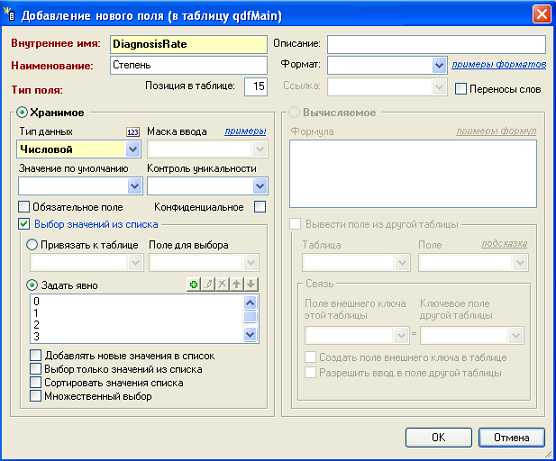 Добавление нового поля (в таблицу qdfMain)
Внутреннее имя: DiagnosisRate Описание:
Наименование: Степень Формат: примеры форматов
Тип поля: Позиция в таблице: 15 Ссылка: Переносы слов
Хранимое Вычисляемое
Тип данных 123 Маска ввода примеры Формула примеры формул
Числовой
Значение по умолчанию Контроль уникальности
Обязательное поле Конфиденциальное
Выбор значений из списка Вывести поле из другой таблицы
Привязать к таблице Поле для выбора Таблица Поле подсказка
Задать явно Связь
0
1
2
3
Поле внешнего ключа этой таблицы = Ключевое поле другой таблицы
Добавлять новые значения в список Создать поле внешнего ключа в таблице
Выбор только значений из списка Разрешить ввод в поле другой таблицы
Сортировать значения списка
Множественный выбор
OK Отмена